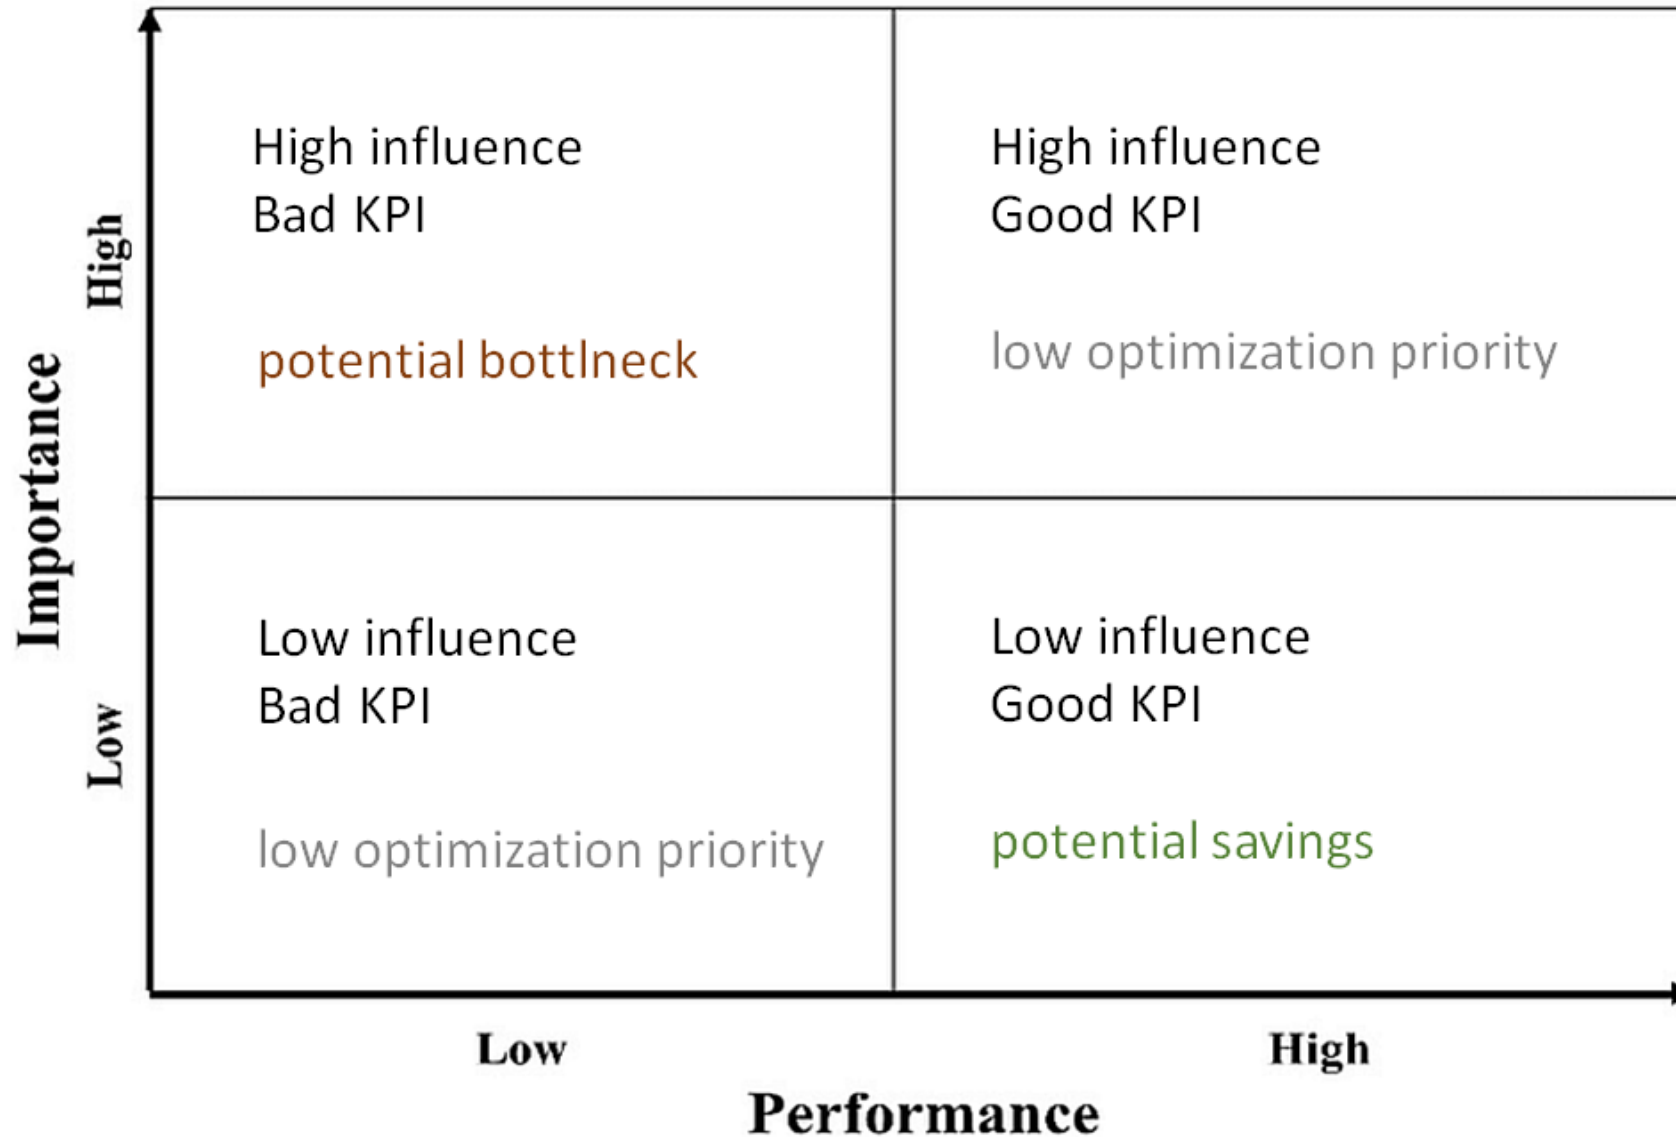 High influence
Bad KPI
potential bottlneck
High influence
Good KPI
low optimization priority
Low influence
Bad KPI
low optimization priority
Low influence
Good KPI
potential savings
Importance
High
Low
Low
High
Performance